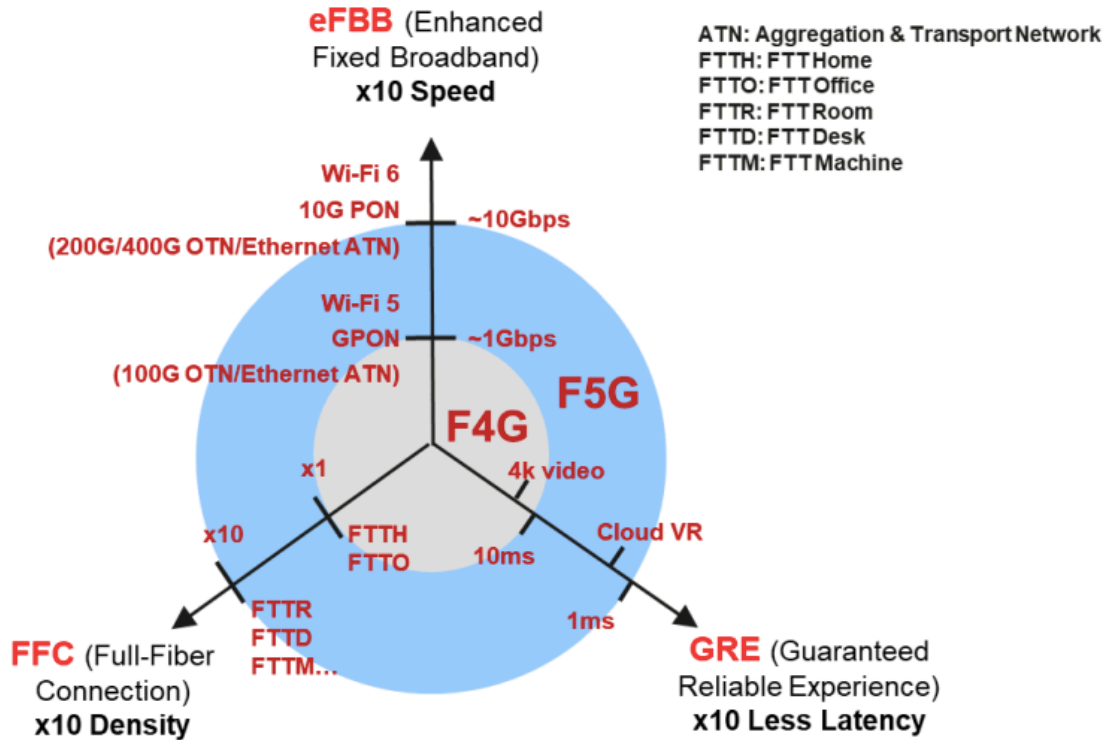 eFBB (Enhanced
Fixed Broadband)
x10 Speed
ATN: Aggregation & Transport Network
FTTH: FTT Home
FTTO: FTT Office
FTTR: FTT Room
FTTD: FTT Desk
FTTM: FTT Machine
Wi-Fi 6
10G PON
~10Gbps
(200G/400G OTN/Ethernet ATN)
Wi-Fi 5
GPON
~1Gbps
(100G OTN/Ethernet ATN)
F5G
F4G
x1
4k video
x10
FTTH
FTTO
10ms
Cloud VR
FTTR
FTTD
FTTM...
1ms
FFC (Full-Fiber
Connection)
x10 Density
GRE (Guaranteed
Reliable Experience)
x10 Less Latency